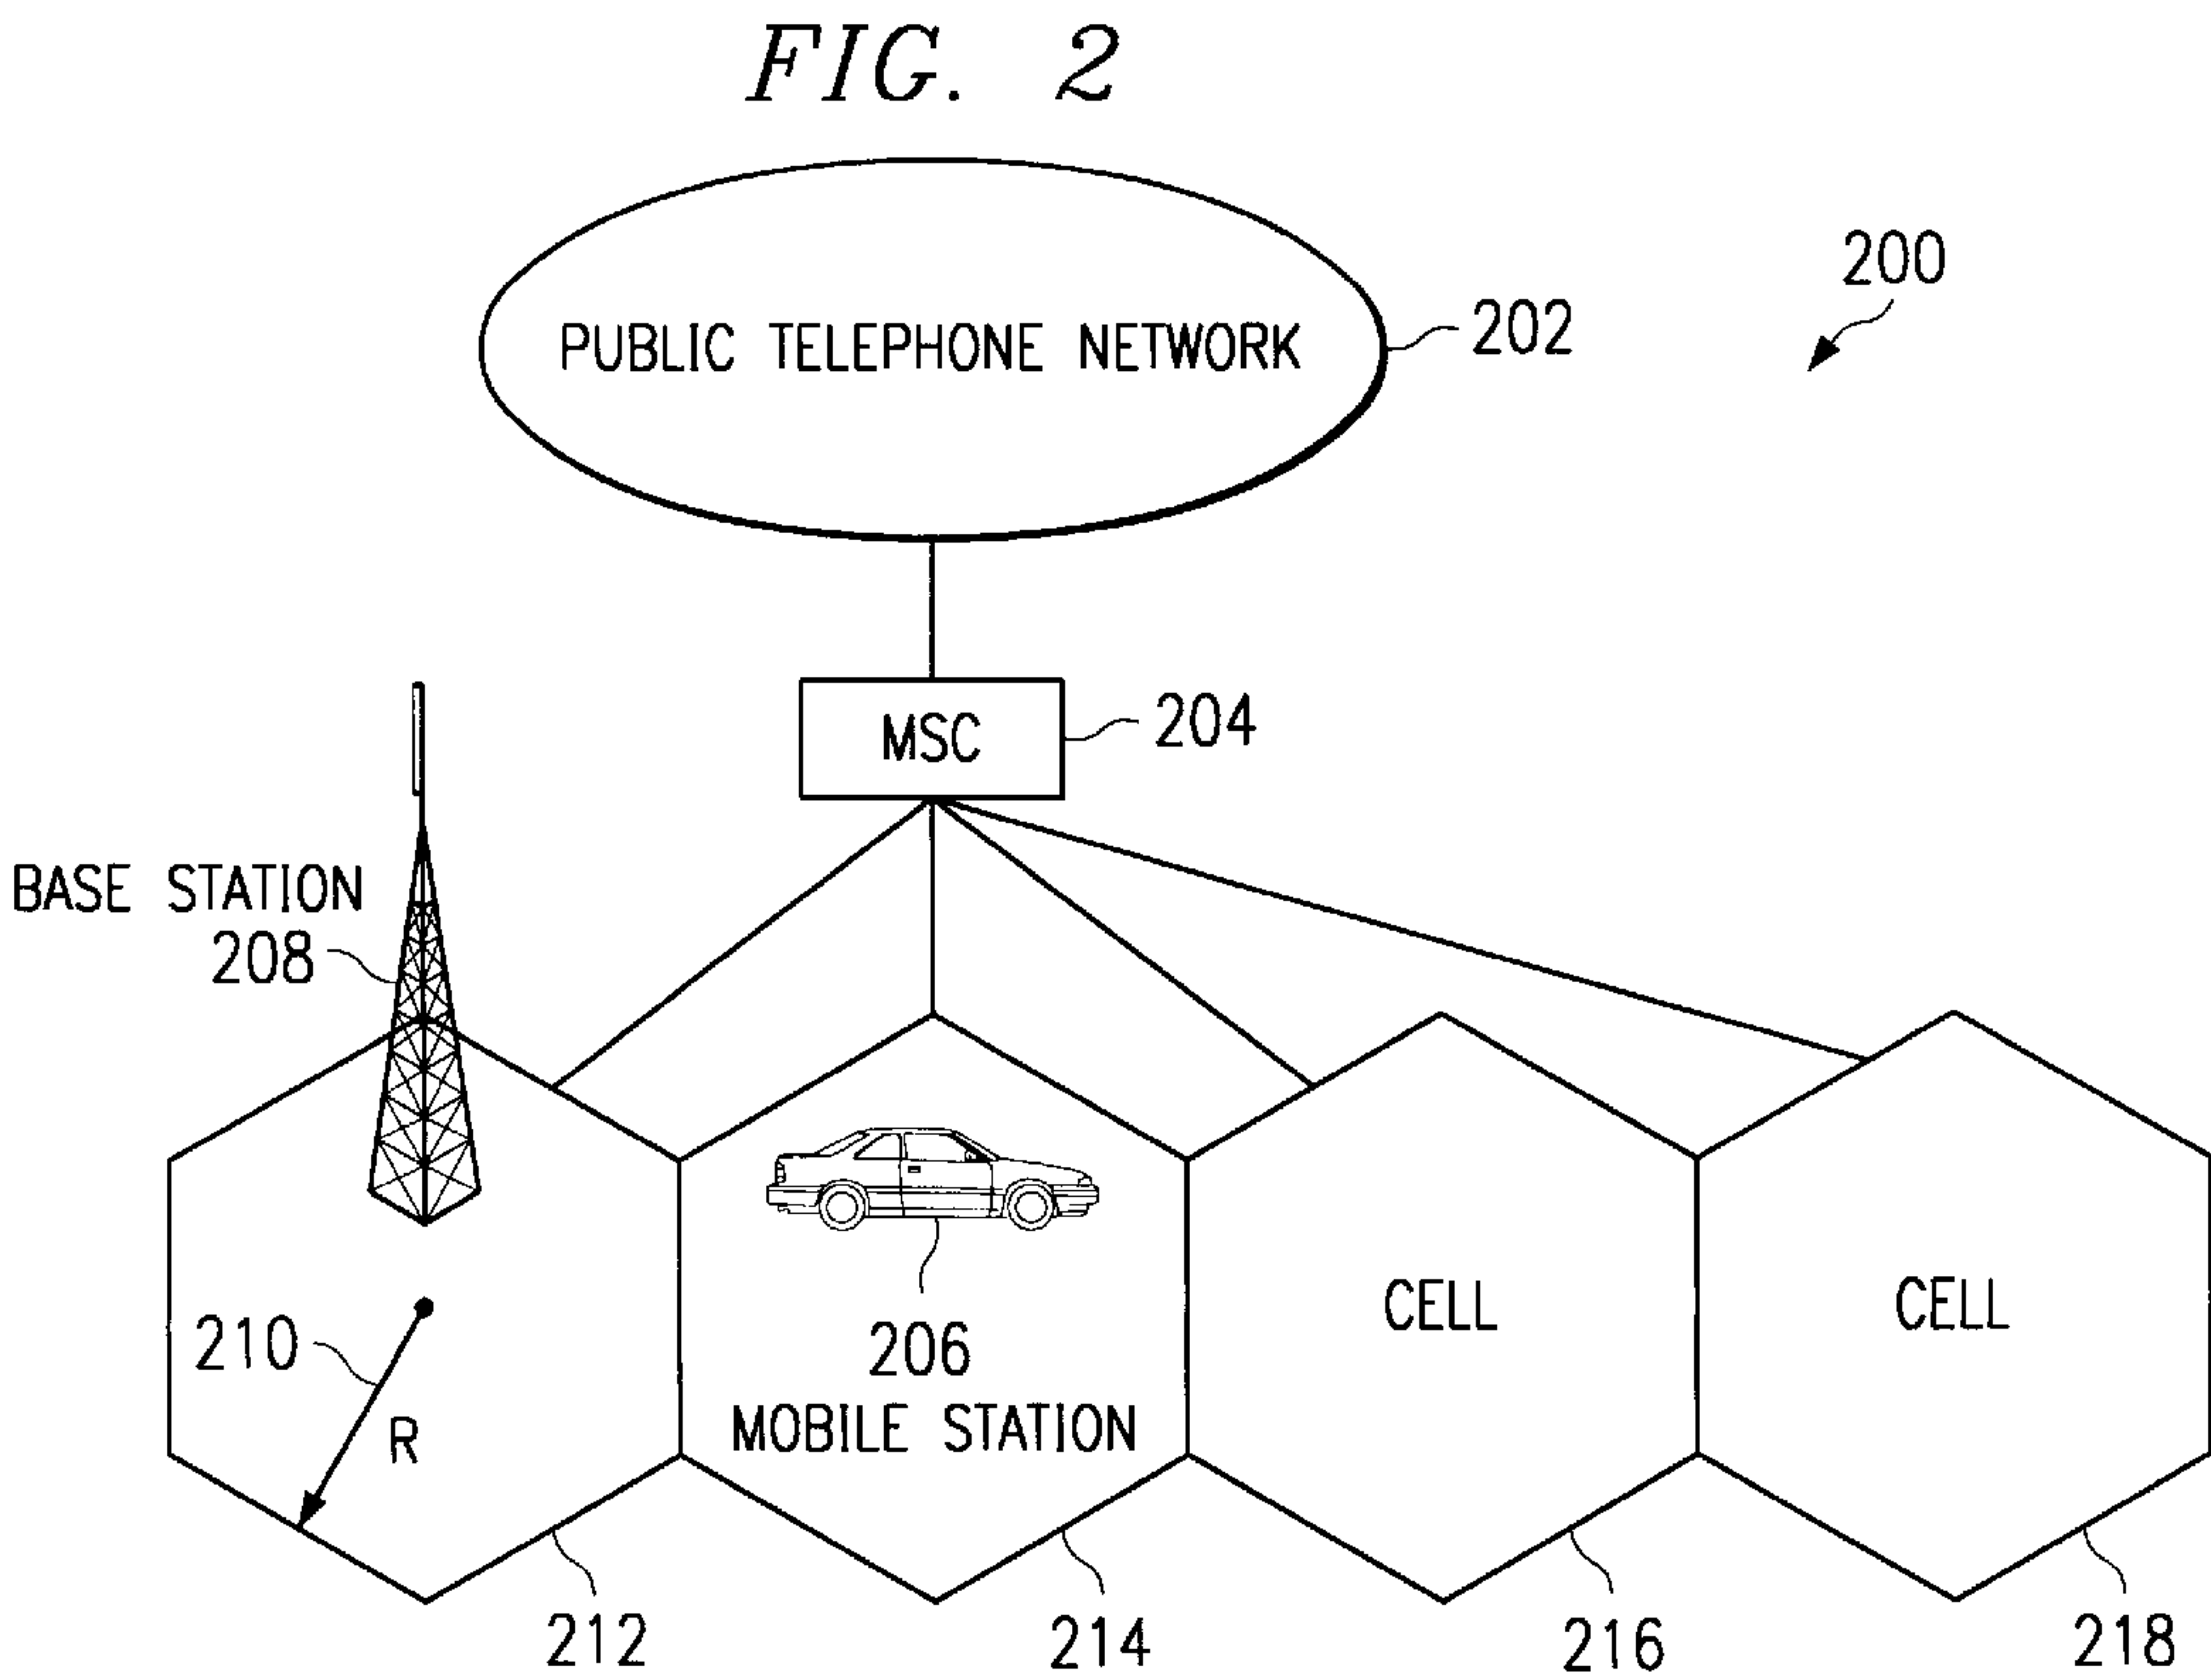 FIG. 2
200
PUBLIC TELEPHONE NETWORK
202
MSC
204
BASE STATION
208
210
R
206
MOBILE STATION
CELL
CELL
212
214
216
218